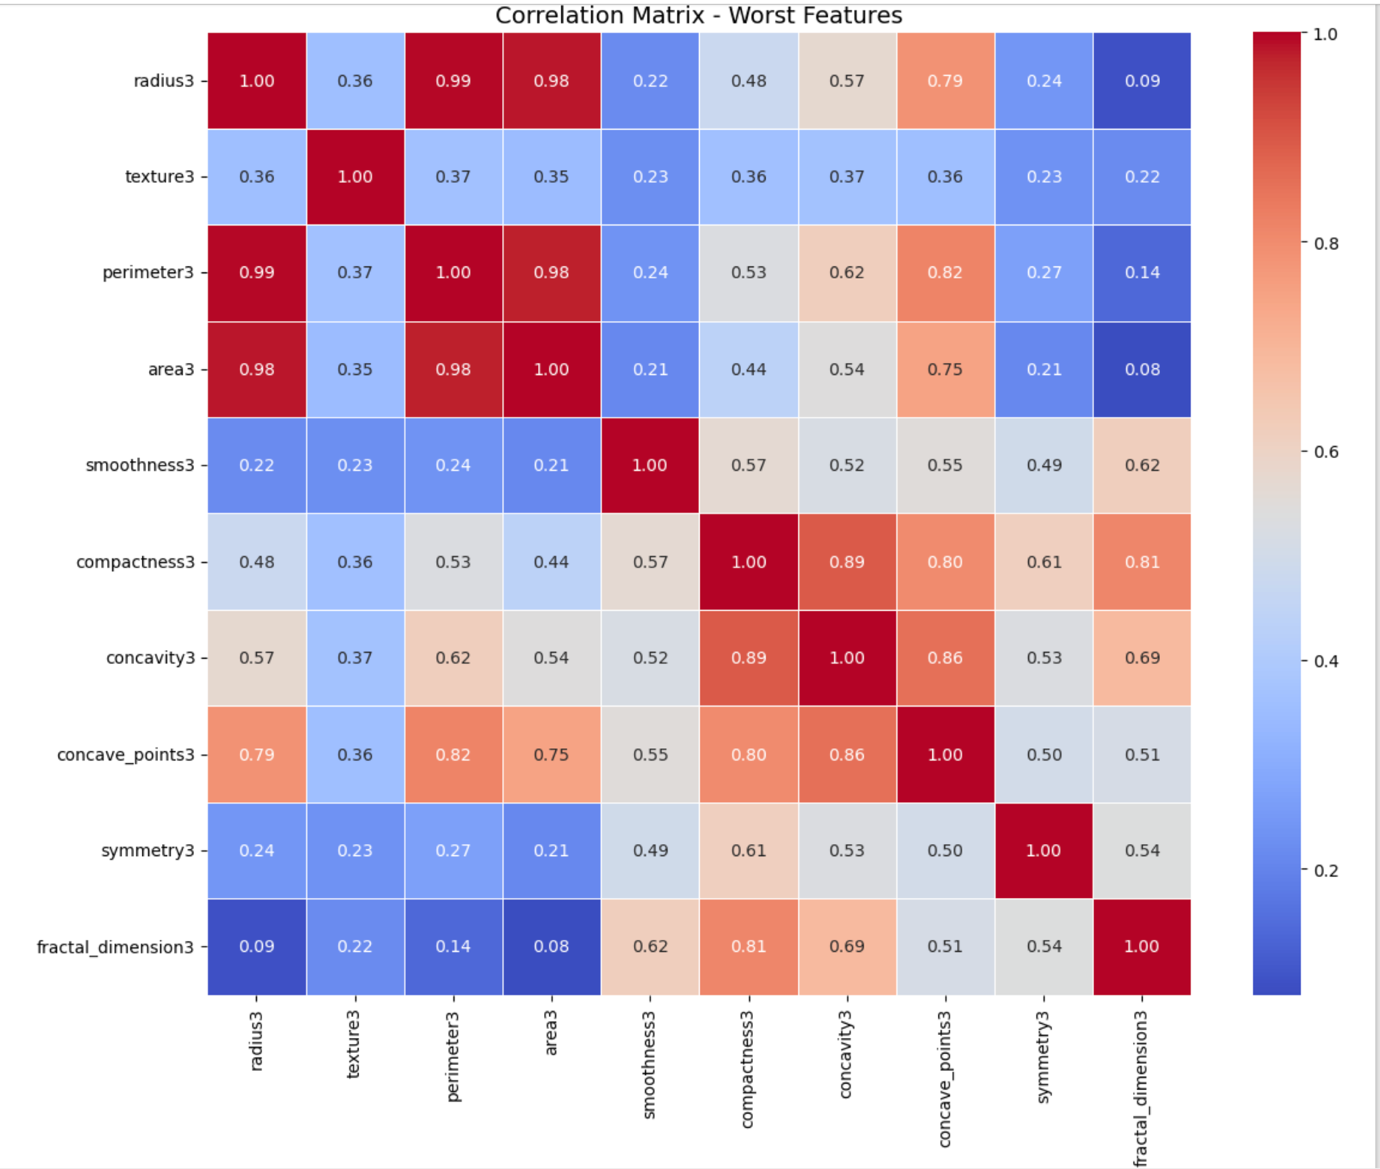 Correlation Matrix - Worst Features
radius3 1.00 0.36 0.99 0.98 0.22 0.48 0.57 0.79 0.24 0.09
texture3 0.36 1.00 0.37 0.35 0.23 0.36 0.37 0.36 0.23 0.22
perimeter3 0.99 0.37 1.00 0.98 0.24 0.53 0.62 0.82 0.27 0.14
area3 0.98 0.35 0.98 1.00 0.21 0.44 0.54 0.75 0.21 0.08
smoothness3 0.22 0.23 0.24 0.21 1.00 0.57 0.52 0.55 0.49 0.62
compactness3 0.48 0.36 0.53 0.44 0.57 1.00 0.89 0.80 0.61 0.81
concavity3 0.57 0.37 0.62 0.54 0.52 0.89 1.00 0.86 0.53 0.69
concave_points3 0.79 0.36 0.82 0.75 0.55 0.80 0.86 1.00 0.50 0.51
symmetry3 0.24 0.23 0.27 0.21 0.49 0.61 0.53 0.50 1.00 0.54
fractal_dimension3 0.09 0.22 0.14 0.08 0.62 0.81 0.69 0.51 0.54 1.00
radius3
texture3
perimeter3
area3
smoothness3
compactness3
concavity3
concave_points3
symmetry3
fractal_dimension3
1.0
0.8
0.6
0.4
0.2